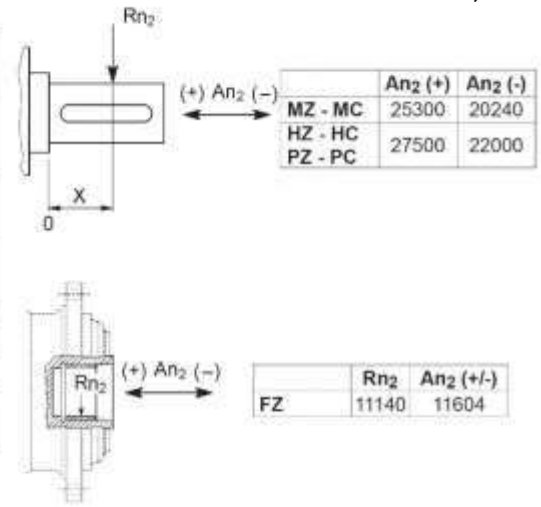 Rn2
(+) An2 (−)
X
0
An2 (+) An2 (-)
MZ - MC 25300 20240
HZ - HC
PZ - PC 27500 22000
Rn2
(+) An2 (−)
Rn2 An2 (+/-)
FZ 11140 11604